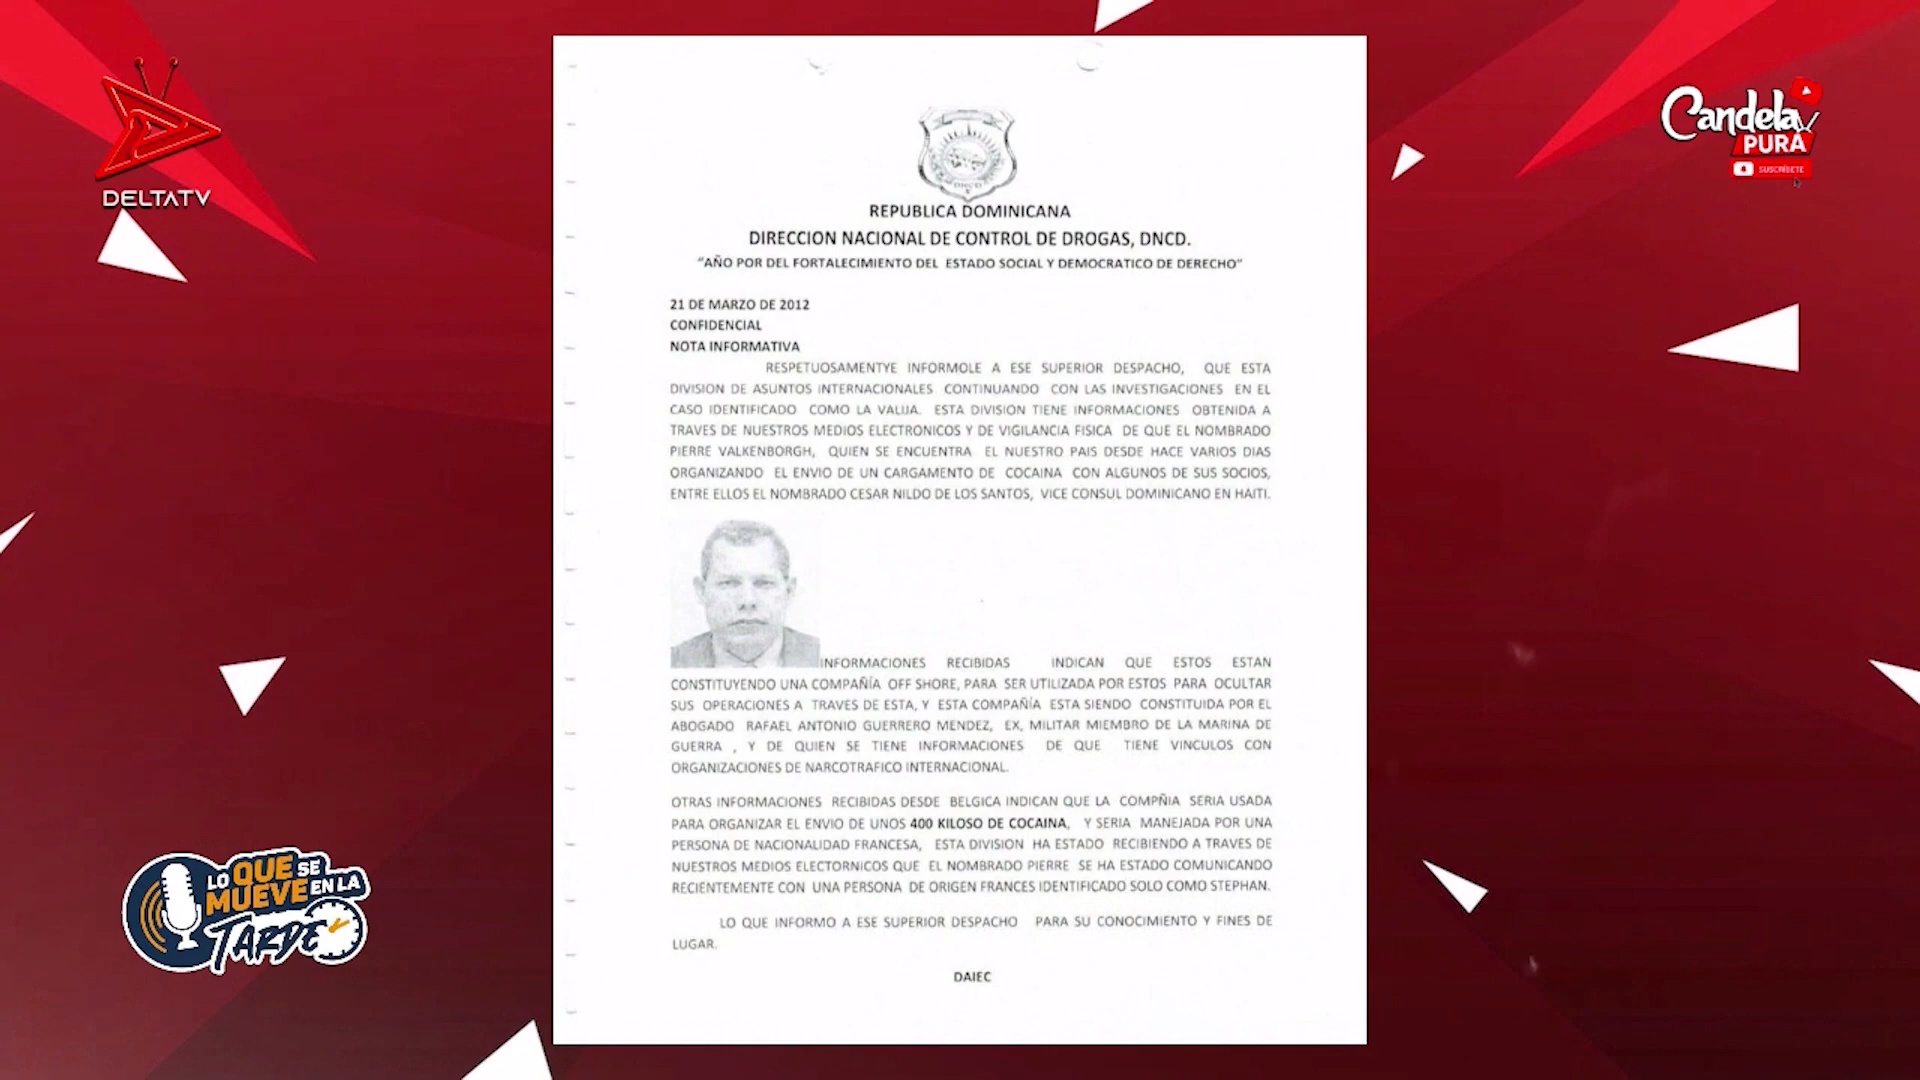 DELTATV
Candela
PURA
SUSCRÍBETE
DNCD
REPUBLICA DOMINICANA
DIRECCION NACIONAL DE CONTROL DE DROGAS, DNCD.
"AÑO POR DEL FORTALECIMIENTO DEL ESTADO SOCIAL Y DEMOCRATICO DE DERECHO"
21 DE MARZO DE 2012
CONFIDENCIAL
NOTA INFORMATIVA
RESPETUOSAMENTYE INFORMOLE A ESE SUPERIOR DESPACHO, QUE ESTA
DIVISION DE ASUNTOS INTERNACIONALES CONTINUANDO CON LAS INVESTIGACIONES EN EL
CASO IDENTIFICADO COMO LA VALIJA. ESTA DIVISION TIENE INFORMACIONES OBTENIDA A
TRAVES DE NUESTROS MEDIOS ELECTRONICOS Y DE VIGILANCIA FISICA DE QUE EL NOMBRADO
PIERRE VALKENBORGH, QUIEN SE ENCUENTRA EL NUESTRO PAIS DESDE HACE VARIOS DIAS
ORGANIZANDO EL ENVIO DE UN CARGAMENTO DE COCAINA CON ALGUNOS DE SUS SOCIOS,
ENTRE ELLOS EL NOMBRADO CESAR NILDO DE LOS SANTOS, VICE CONSUL DOMINICANO EN HAITI.
INFORMACIONES RECIBIDAS INDICAN QUE ESTOS ESTAN
CONSTITUYENDO UNA COMPAÑÍA OFF SHORE, PARA SER UTILIZADA POR ESTOS PARA OCULTAR
SUS OPERACIONES A TRAVES DE ESTA, Y ESTA COMPAÑÍA ESTA SIENDO CONSTITUIDA POR EL
ABOGADO RAFAEL ANTONIO GUERRERO MENDEZ, EX, MILITAR MIEMBRO DE LA MARINA DE
GUERRA , Y DE QUIEN SE TIENE INFORMACIONES DE QUE TIENE VINCULOS CON
ORGANIZACIONES DE NARCOTRAFICO INTERNACIONAL.
OTRAS INFORMACIONES RECIBIDAS DESDE BELGICA INDICAN QUE LA COMPÑIA SERIA USADA
PARA ORGANIZAR EL ENVIO DE UNOS 400 KILOSO DE COCAINA, Y SERIA MANEJADA POR UNA
PERSONA DE NACIONALIDAD FRANCESA, ESTA DIVISION HA ESTADO RECIBIENDO A TRAVES DE
NUESTROS MEDIOS ELECTORNICOS QUE EL NOMBRADO PIERRE SE HA ESTADO COMUNICANDO
RECIENTEMENTE CON UNA PERSONA DE ORIGEN FRANCES IDENTIFICADO SOLO COMO STEPHAN.
LO QUE INFORMO A ESE SUPERIOR DESPACHO PARA SU CONOCIMIENTO Y FINES DE
LUGAR.
DAIEC
LO QUE SE
MUEVE EN LA
TARDE